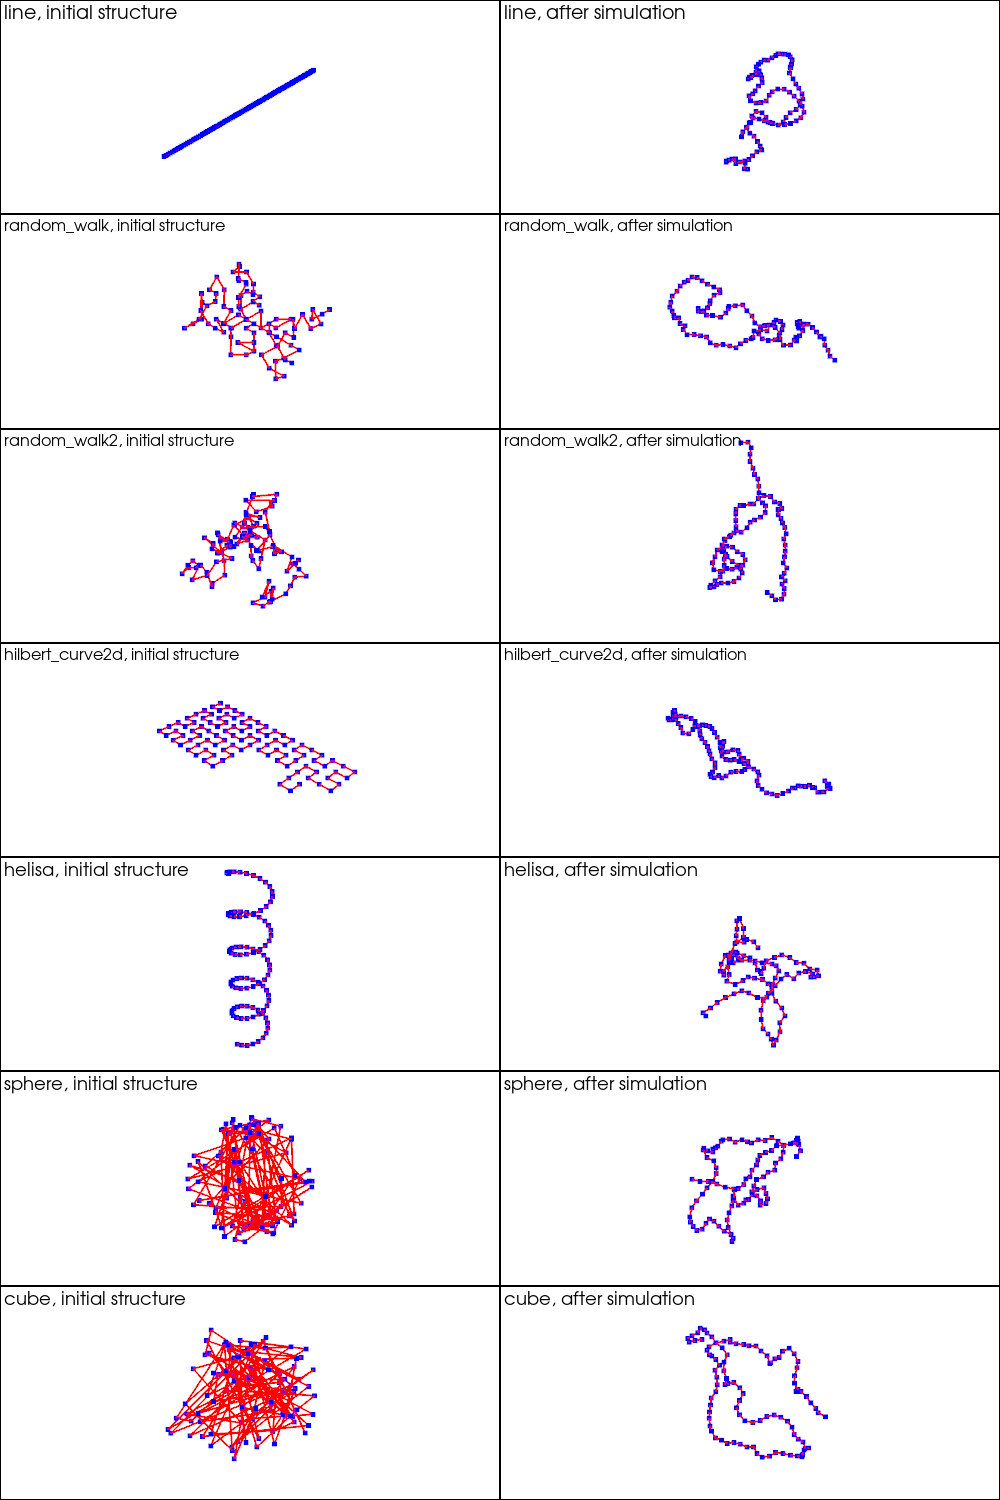 line, initial structure
line, after simulation
random_walk, initial structure
random_walk, after simulation
random_walk2, initial structure
random_walk2, after simulation
hilbert_curve2d, initial structure
hilbert_curve2d, after simulation
helisa, initial structure
helisa, after simulation
sphere, initial structure
sphere, after simulation
cube, initial structure
cube, after simulation